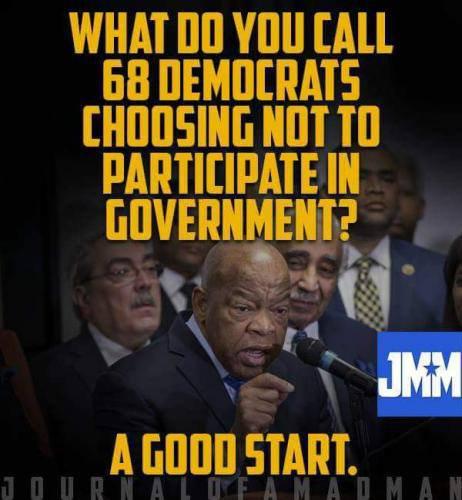 WHAT DO YOU CALL
68 DEMOCRATS
CHOOSING NOT TO
PARTICIPATE IN
GOVERNMENT?
JMM
A GOOD START.
JOURNALOFAMADMAN